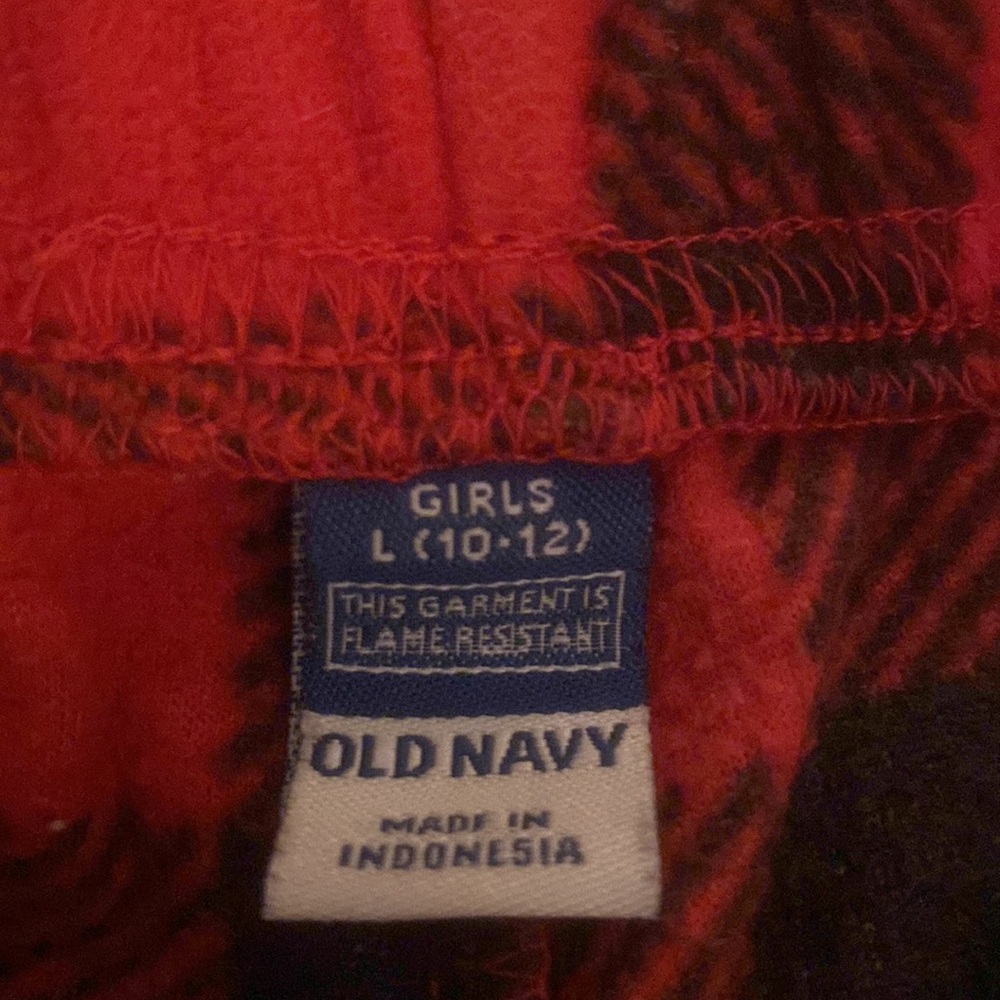 GIRLS
L (10-12)
THIS GARMENT IS
FLAME RESISTANT
OLD NAVY
MADE IN
INDONESIA